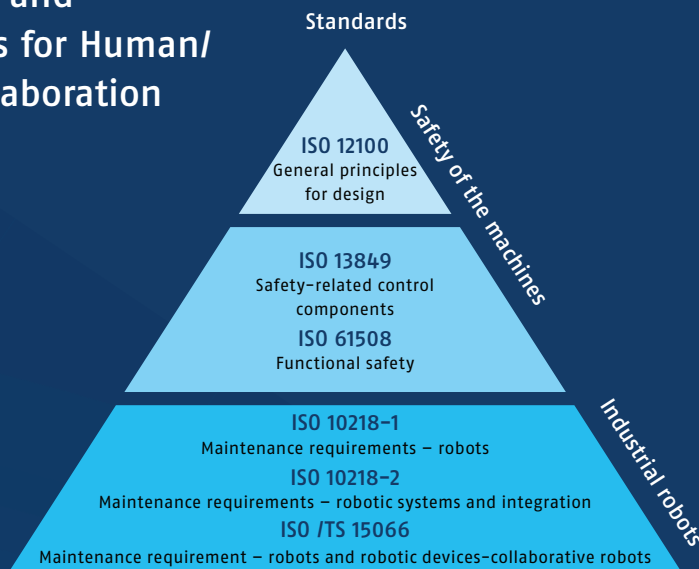 and
s for Human/
aboration
Standards
ISO 12100
General principles
for design
Safety of the machines
ISO 13849
Safety-related control
components
ISO 61508
Functional safety
ISO 10218-1
Maintenance requirements – robots
ISO 10218-2
Maintenance requirements – robotic systems and integration
ISO /TS 15066
Maintenance requirement – robots and robotic devices-collaborative robots
Industrial robots